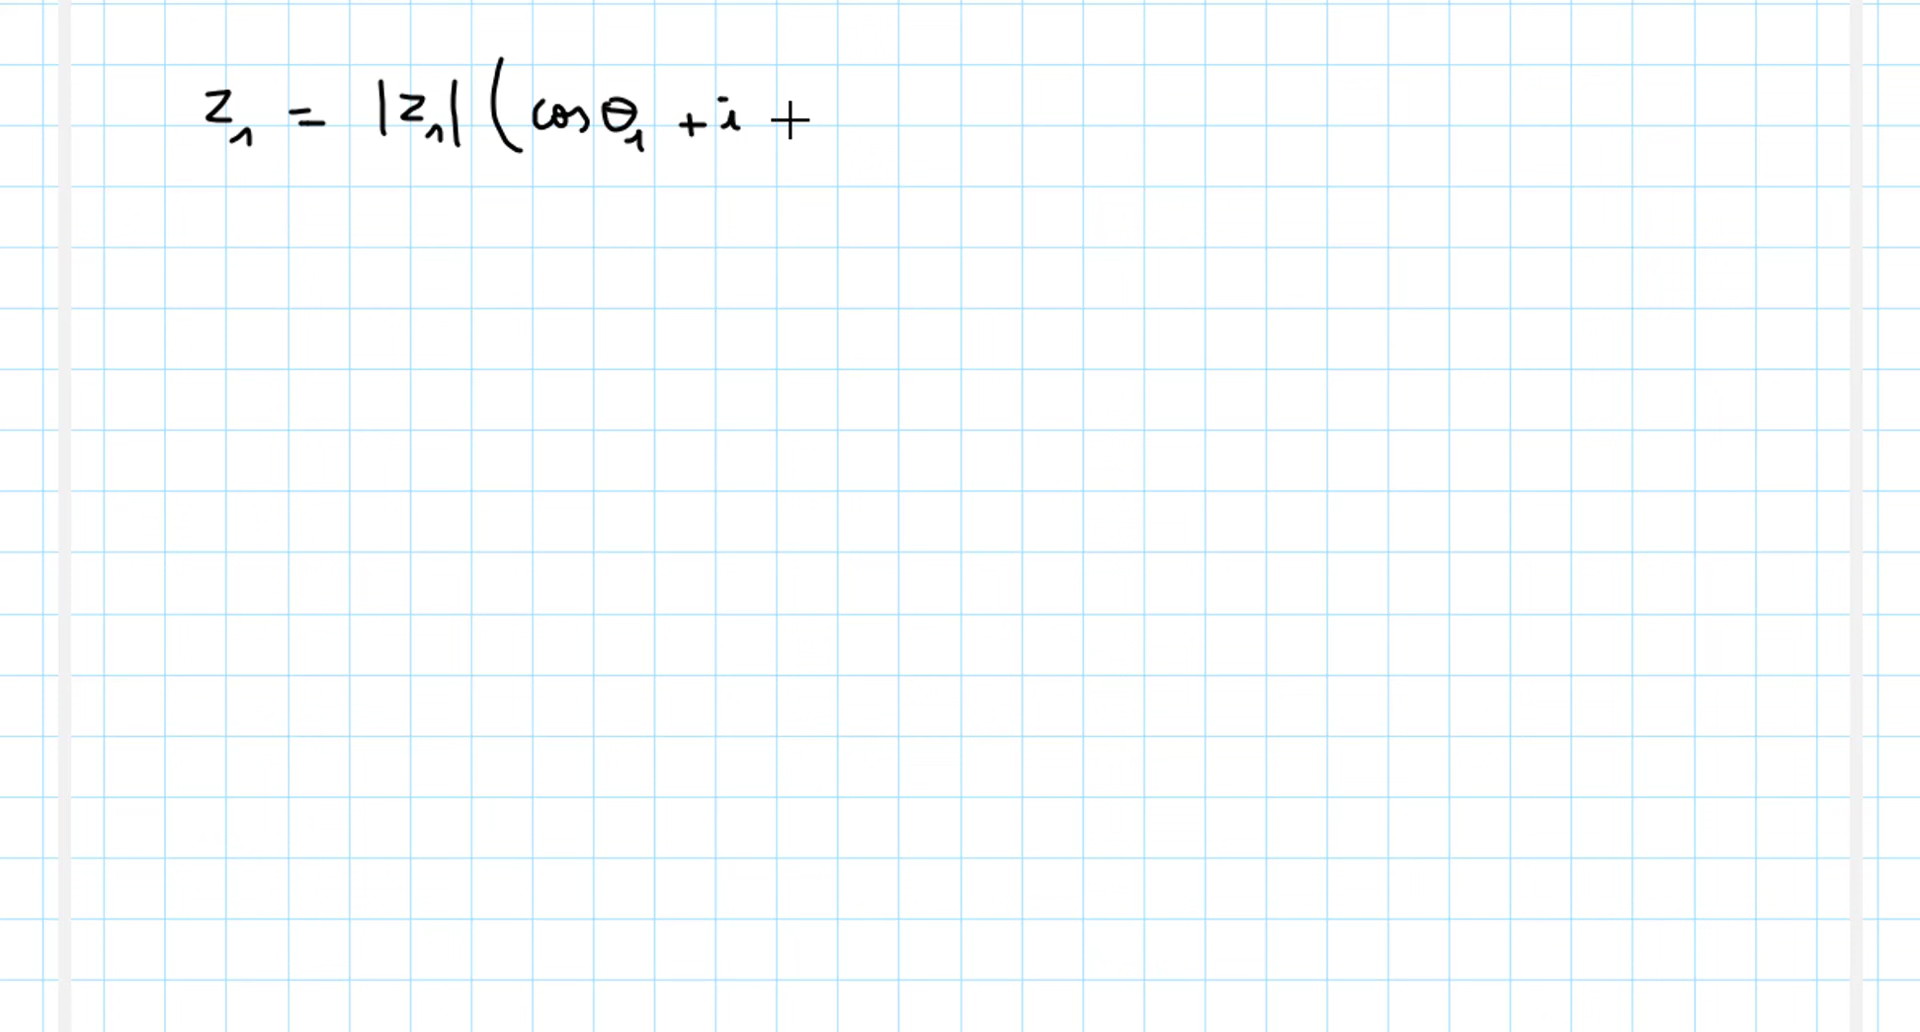 z₁ = |z₁| (cos θ₁ + i